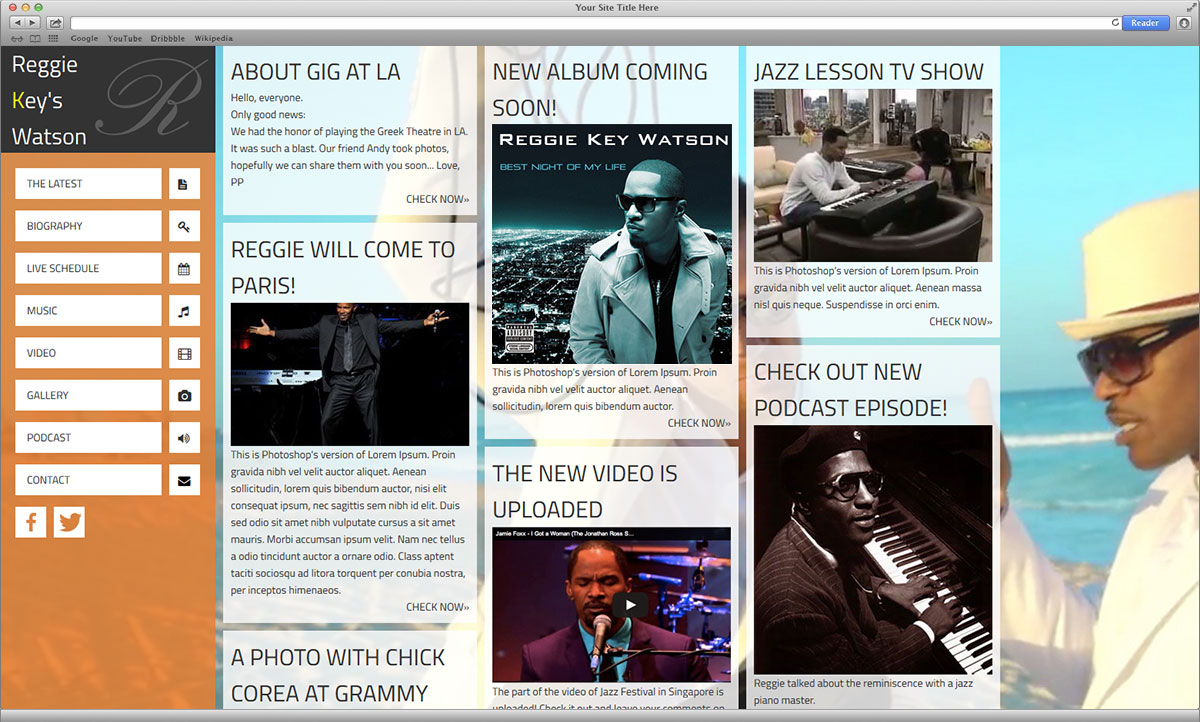 Your Site Title Here
Reader
Google YouTube Dribbble Wikipedia
Reggie
Key's
Watson
R
THE LATEST
BIOGRAPHY
LIVE SCHEDULE
MUSIC
VIDEO
GALLERY
PODCAST
CONTACT
ABOUT GIG AT LA
Hello, everyone.
Only good news:
We had the honor of playing the Greek Theatre in LA.
It was such a blast. Our friend Andy took photos,
hopefully we can share them with you soon... Love,
PP
CHECK NOW»
REGGIE WILL COME TO
PARIS!
This is Photoshop's version of Lorem Ipsum. Proin
gravida nibh vel velit auctor aliquet. Aenean
sollicitudin, lorem quis bibendum auctor, nisi elit
consequat ipsum, nec sagittis sem nibh id elit. Duis
sed odio sit amet nibh vulputate cursus a sit amet
mauris. Morbi accumsan ipsum velit. Nam nec tellus
a odio tincidunt auctor a ornare odio. Class aptent
taciti sociosqu ad litora torquent per conubia nostra,
per inceptos himenaeos.
CHECK NOW»
A PHOTO WITH CHICK
COREA AT GRAMMY
NEW ALBUM COMING
SOON!
REGGIE KEY WATSON
BEST NIGHT OF MY LIFE
PARENTAL
ADVISORY
EXPLICIT CONTENT
This is Photoshop's version of Lorem Ipsum. Proin
gravida nibh vel velit auctor aliquet. Aenean
sollicitudin, lorem quis bibendum auctor.
CHECK NOW»
THE NEW VIDEO IS
UPLOADED
Jamie Foxx - I Got a Woman (The Jonathan Ross S...
The part of the video of Jazz Festival in Singapore is
uploaded! Check it out and leave your comments on
JAZZ LESSON TV SHOW
This is Photoshop's version of Lorem Ipsum. Proin
gravida nibh vel velit auctor aliquet. Aenean massa
nisl quis neque. Suspendisse in orci enim.
CHECK NOW»
CHECK OUT NEW
PODCAST EPISODE!
Reggie talked about the reminiscence with a jazz
piano master.